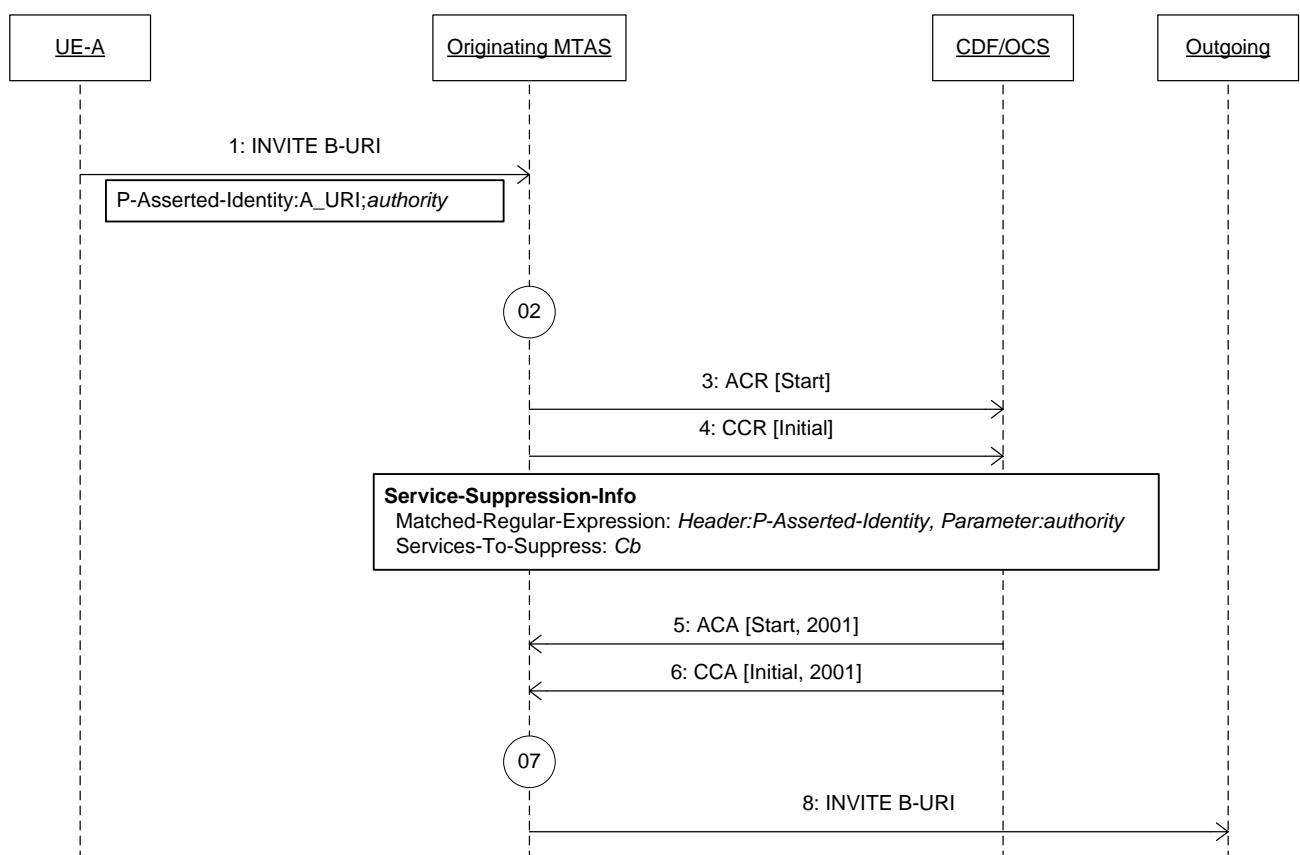 UE-A
Originating MTAS
CDF/OCS
Outgoing
1: INVITE B-URI
P-Asserted-Identity:A_URI;authority
02
3: ACR [Start]
4: CCR [Initial]
Service-Suppression-Info
Matched-Regular-Expression: Header:P-Asserted-Identity, Parameter:authority
Services-To-Suppress: Cb
5: ACA [Start, 2001]
6: CCA [Initial, 2001]
07
8: INVITE B-URI